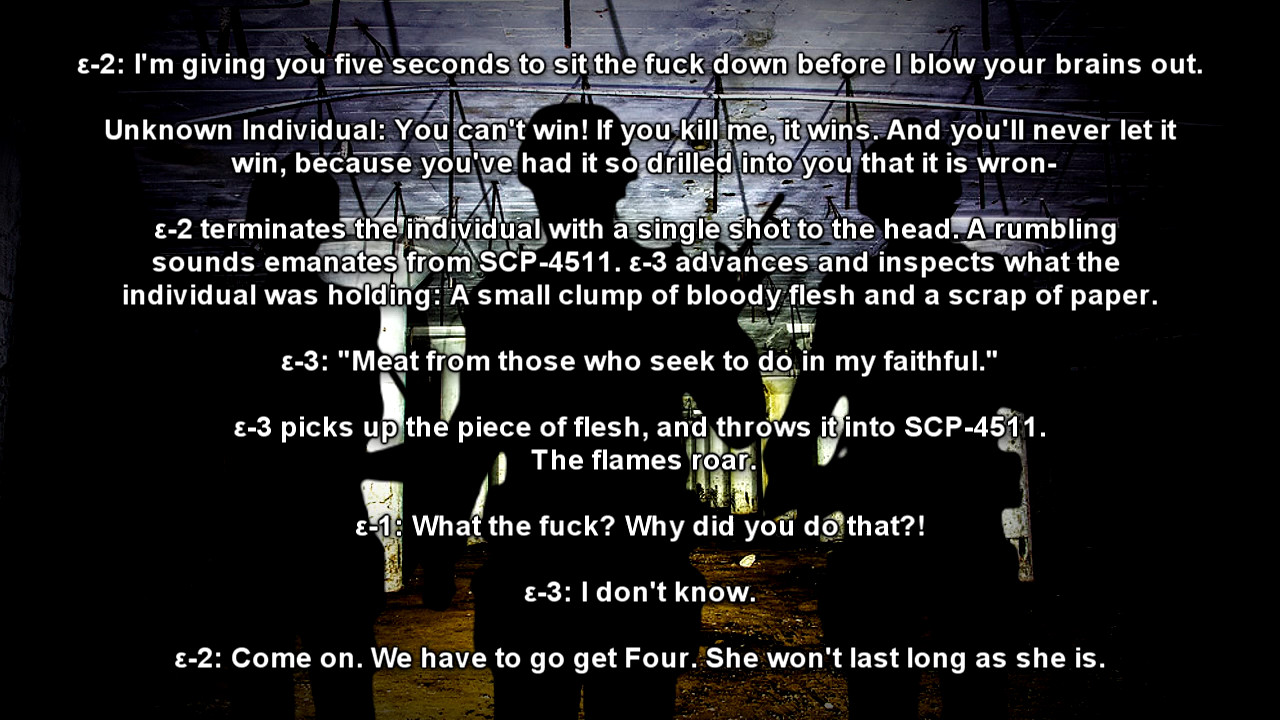 ε-2: I'm giving you five seconds to sit the fuck down before I blow your brains out.
Unknown Individual: You can't win! If you kill me, it wins. And you'll never let it
win, because you've had it so drilled into you that it is wron-
ε-2 terminates the individual with a single shot to the head. A rumbling
sounds emanates from SCP-4511. ε-3 advances and inspects what the
individual was holding: A small clump of bloody flesh and a scrap of paper.
ε-3: "Meat from those who seek to do in my faithful."
ε-3 picks up the piece of flesh, and throws it into SCP-4511.
The flames roar.
ε-1: What the fuck? Why did you do that?!
ε-3: I don't know.
ε-2: Come on. We have to go get Four. She won't last long as she is.